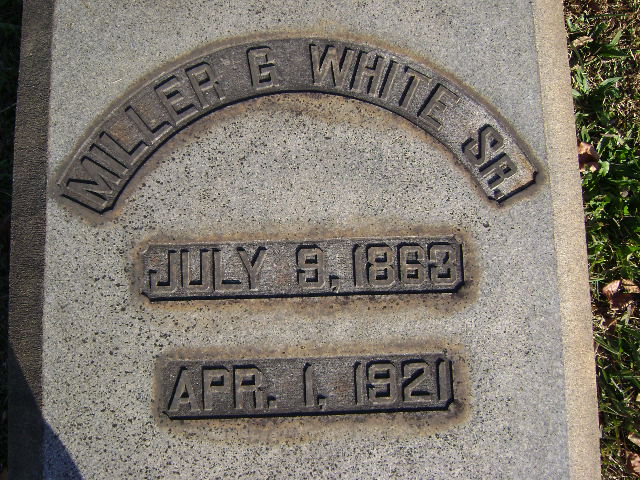 MILLER G WHITE SR.
JULY 9, 1863
APR. 1, 1921